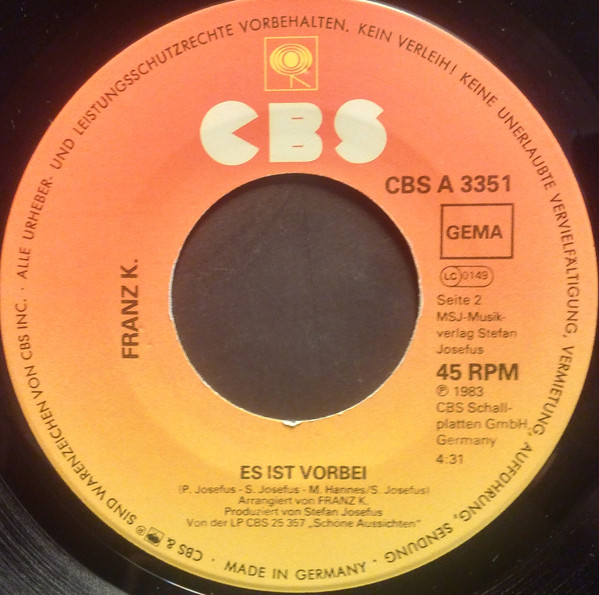 ALLE URHEBER- UND LEISTUNGSSCHUTZRECHTE VORBEHALTEN. KEIN VERLEIH! KEINE UNERLAUBTE VERVIELFÄLTIGUNG, VERMIETUNG, AUFFÜHRUNG, SENDUNG
CBS
CBS A 3351
GEMA
LC 0149
Seite 2
MSJ-Musik-
verlag Stefan
Josefus
45 RPM
℗ 1983
CBS Schall-
platten GmbH,
Germany
4:31
FRANZ K.
ES IST VORBEI
(P. Josefus - S. Josefus - M. Hannes/S. Josefus)
Arrangiert von FRANZ K.
Produziert von Stefan Josefus
Von der LP CBS 25 357 „Schöne Aussichten"
· MADE IN GERMANY ·
CBS & ® SIND WARENZEICHEN VON CBS INC. ·